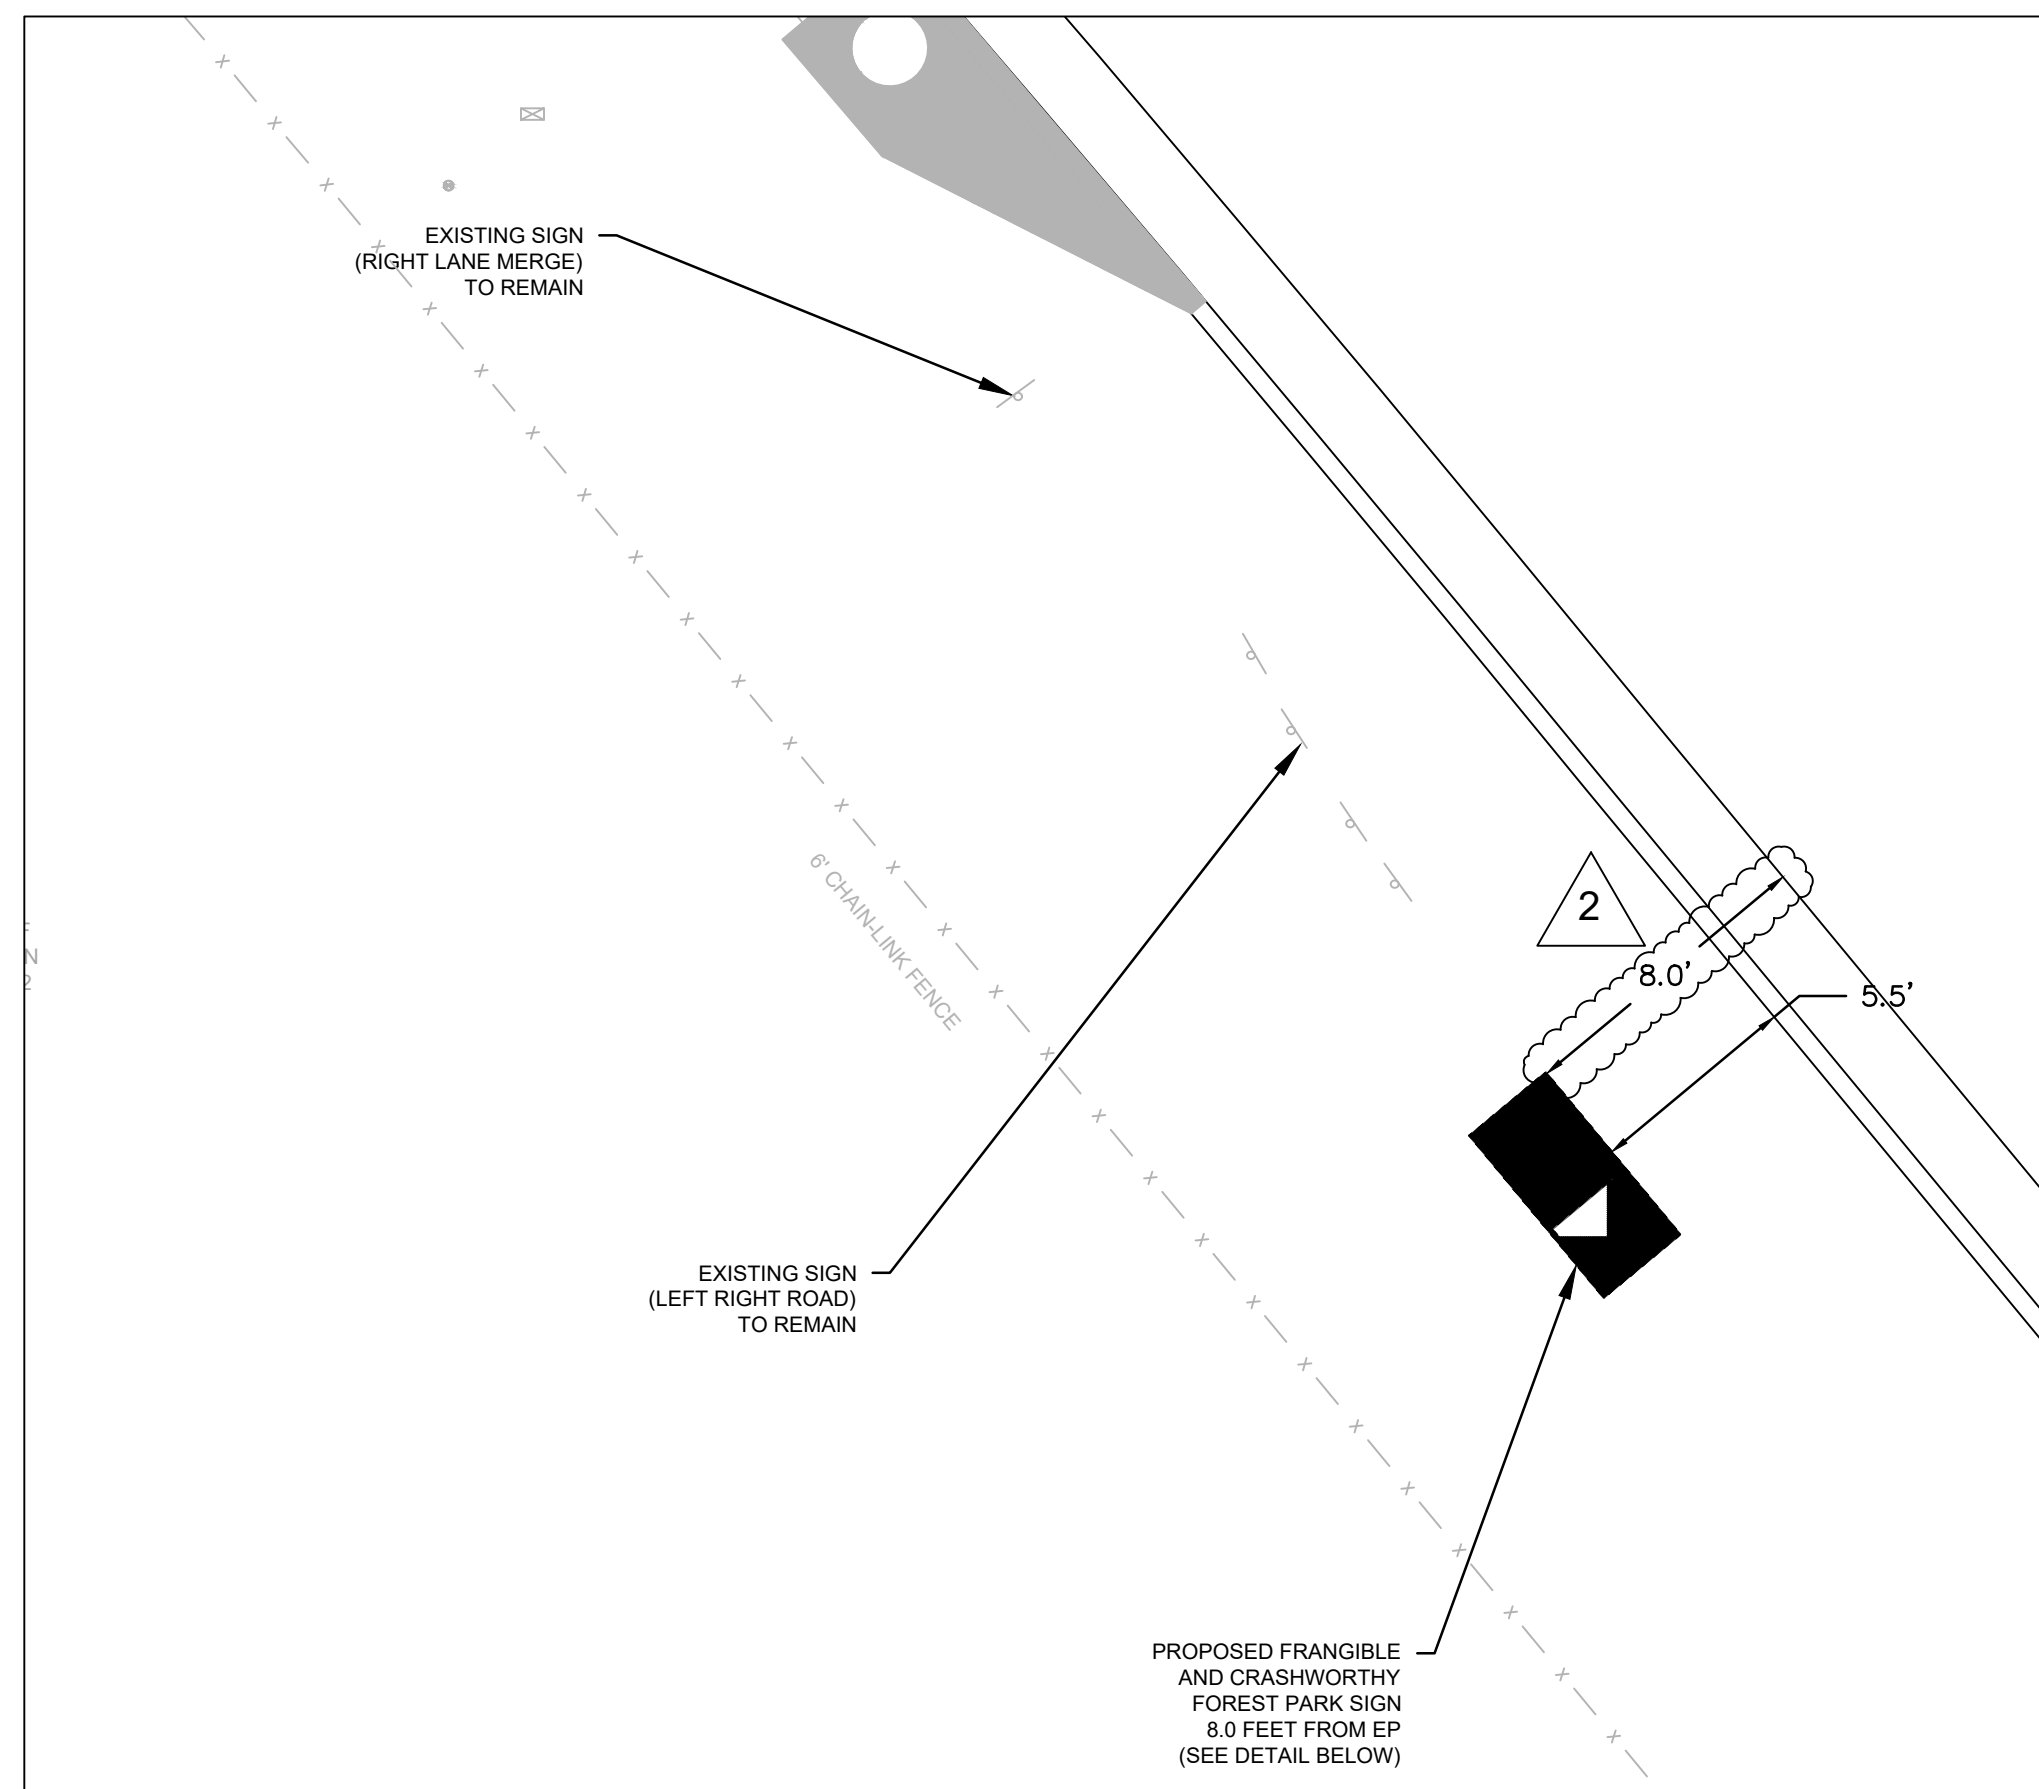 EXISTING SIGN
(RIGHT LANE MERGE)
TO REMAIN
6' CHAIN-LINK FENCE
2
8.0'
5.5'
N
2
EXISTING SIGN
(LEFT RIGHT ROAD)
TO REMAIN
PROPOSED FRANGIBLE
AND CRASHWORTHY
FOREST PARK SIGN
8.0 FEET FROM EP
(SEE DETAIL BELOW)